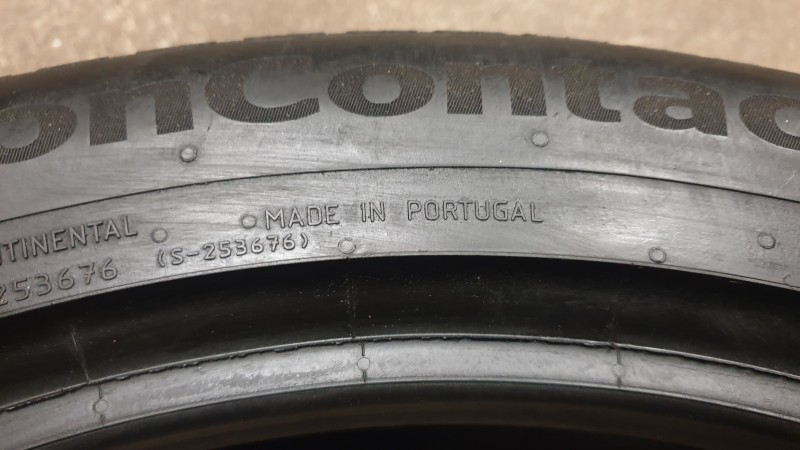 onContac
NTINENTAL MADE IN PORTUGAL
253676 (S-253676)